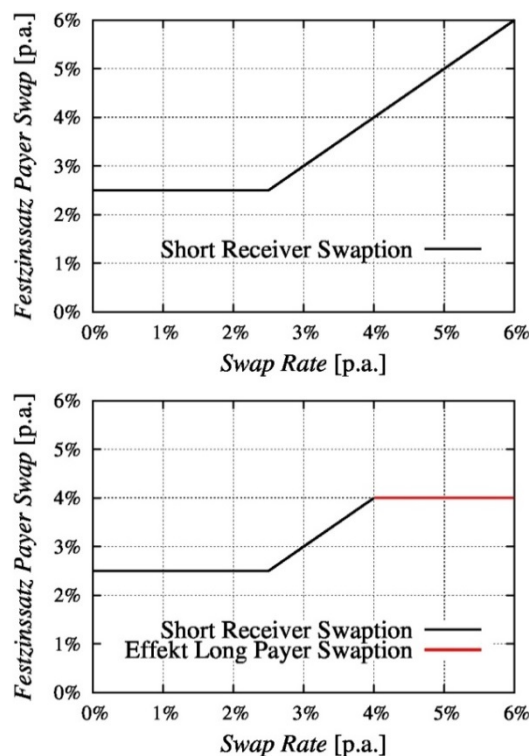 Festzinssatz Payer Swap [p.a.]
6%
5%
4%
3%
2%
1%
0%
Short Receiver Swaption
0% 1% 2% 3% 4% 5% 6%
Swap Rate [p.a.]
Festzinssatz Payer Swap [p.a.]
6%
5%
4%
3%
2%
1%
0%
Short Receiver Swaption
Effekt Long Payer Swaption
0% 1% 2% 3% 4% 5% 6%
Swap Rate [p.a.]